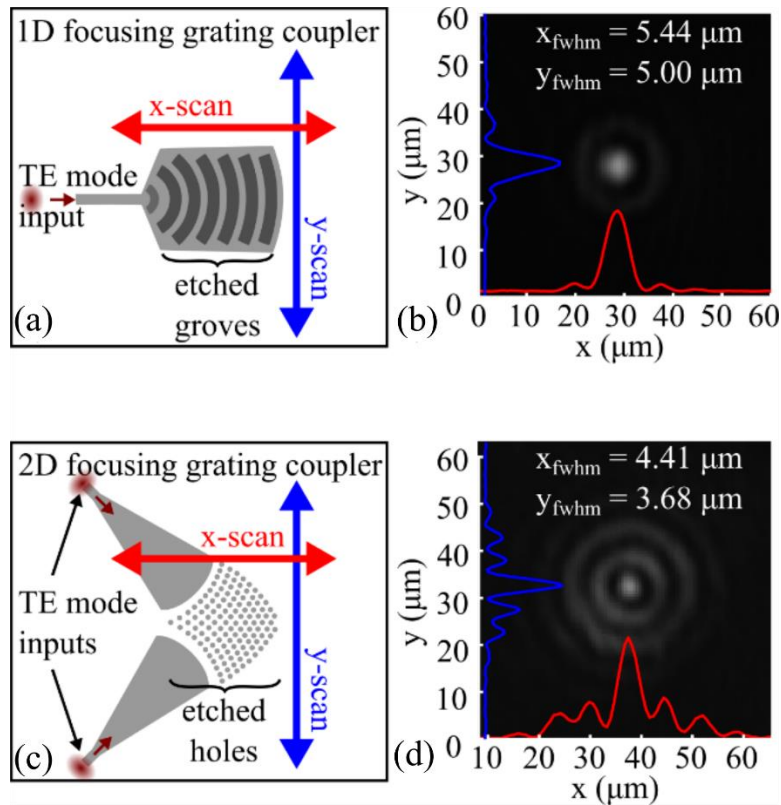 1D focusing grating coupler
x-scan
TE mode
input
y-scan
etched
groves
(a)
60
50
40
30
20
10
0
y (μm)
x_fwhm = 5.44 μm
y_fwhm = 5.00 μm
0 10 20 30 40 50 60
x (μm)
(b)
2D focusing grating coupler
x-scan
TE mode
inputs
y-scan
etched
holes
(c)
60
50
40
30
20
10
0
y (μm)
x_fwhm = 4.41 μm
y_fwhm = 3.68 μm
10 20 30 40 50 60
x (μm)
(d)